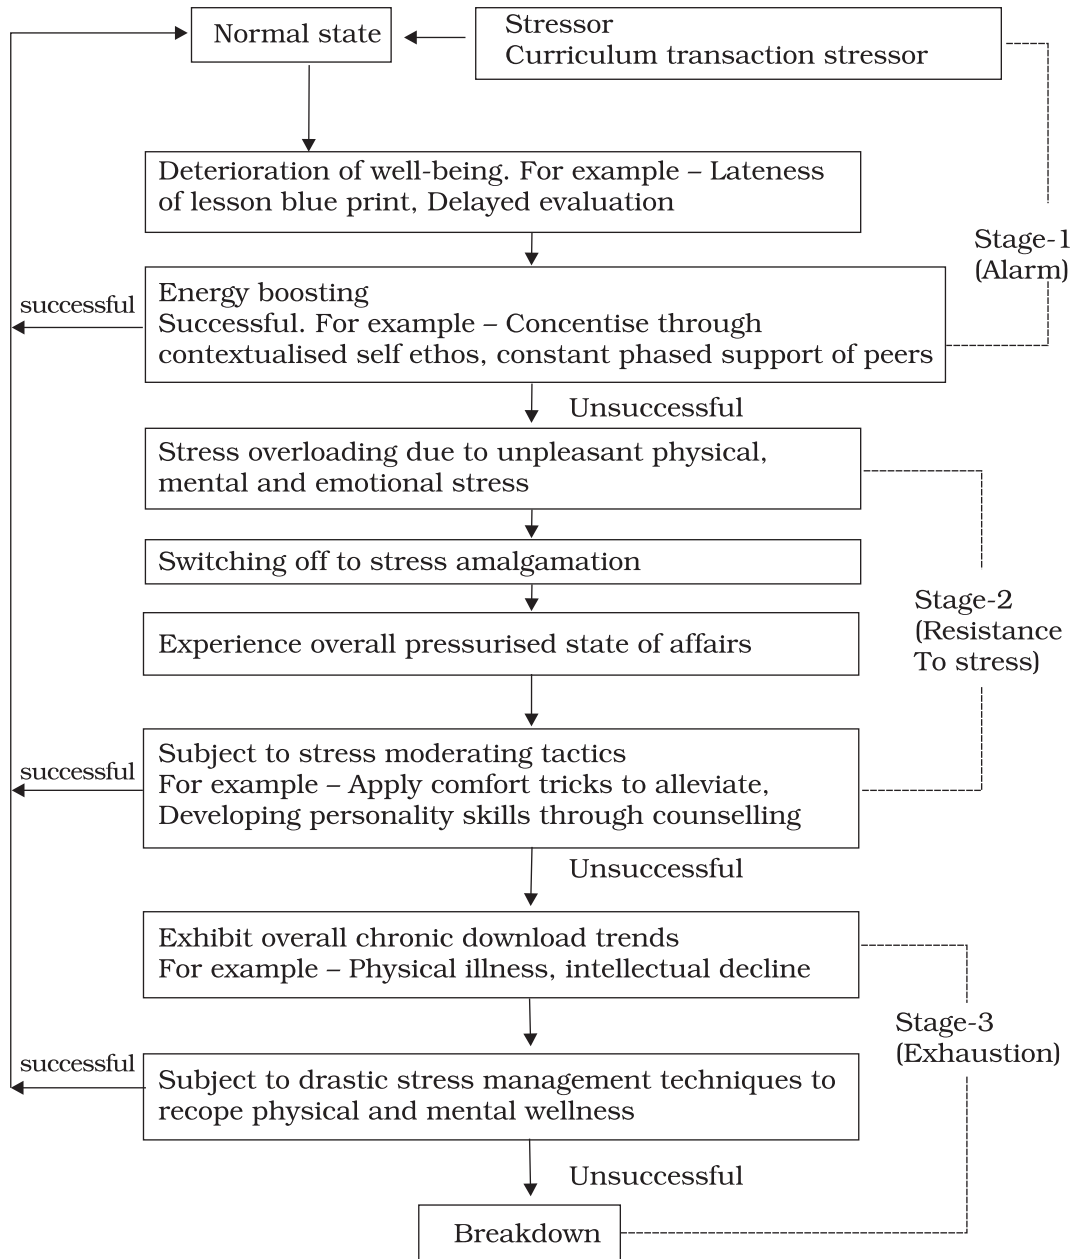 Normal state
Stressor
Curriculum transaction stressor
Deterioration of well-being. For example – Lateness
of lesson blue print, Delayed evaluation
Stage-1
(Alarm)
successful
Energy boosting
Successful. For example – Concentise through
contextualised self ethos, constant phased support of peers
Unsuccessful
Stress overloading due to unpleasant physical,
mental and emotional stress
Switching off to stress amalgamation
Stage-2
(Resistance
To stress)
Experience overall pressurised state of affairs
successful
Subject to stress moderating tactics
For example – Apply comfort tricks to alleviate,
Developing personality skills through counselling
Unsuccessful
Exhibit overall chronic download trends
For example – Physical illness, intellectual decline
Stage-3
(Exhaustion)
successful
Subject to drastic stress management techniques to
recope physical and mental wellness
Unsuccessful
Breakdown